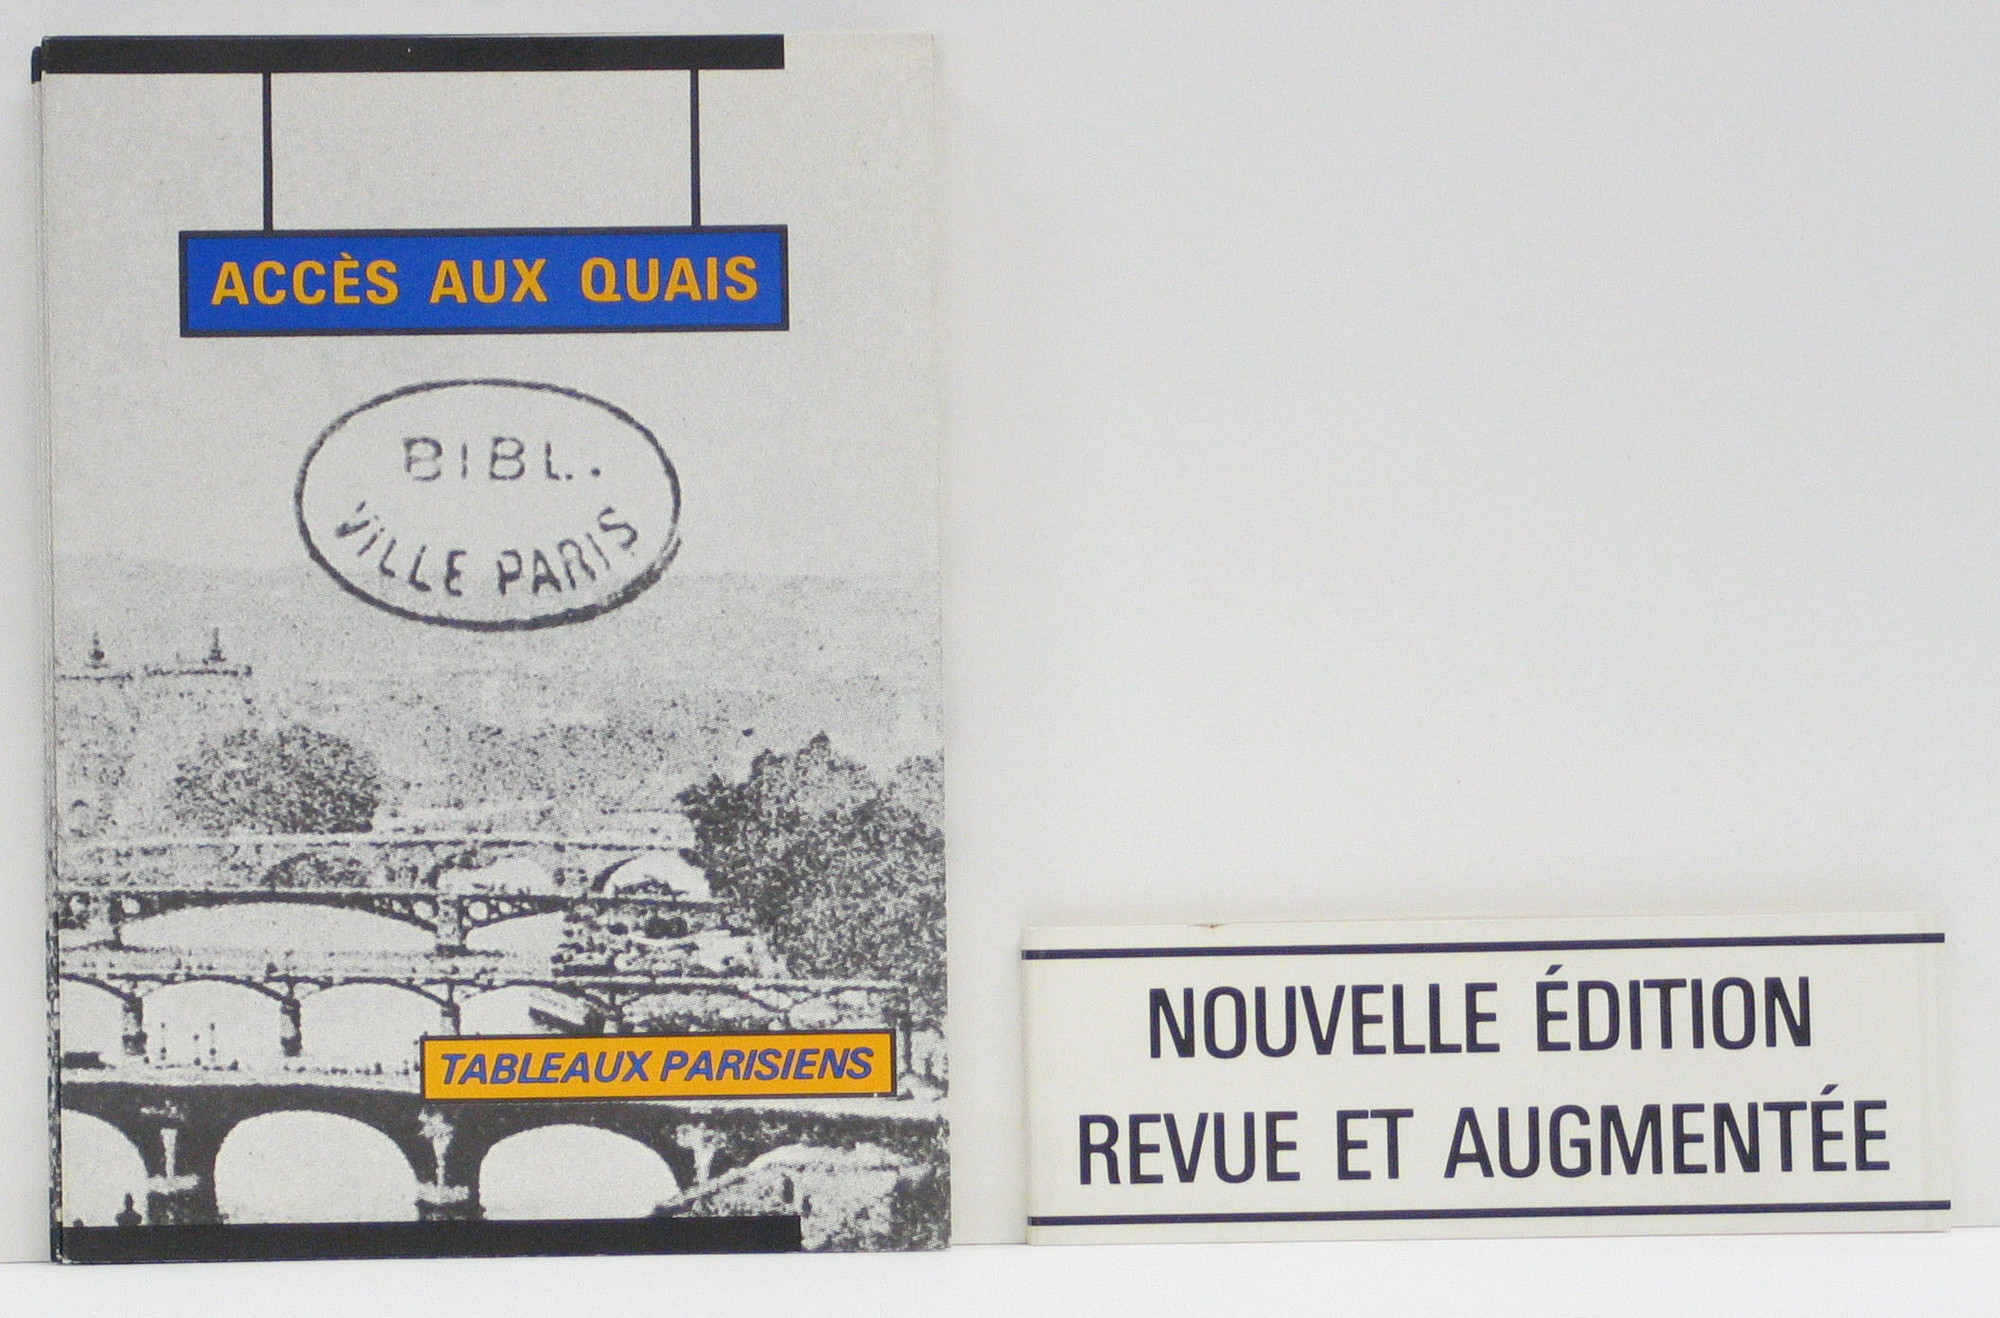 ACCÈS AUX QUAIS
BIBL.
VILLE PARIS
TABLEAUX PARISIENS
NOUVELLE ÉDITION
REVUE ET AUGMENTÉE